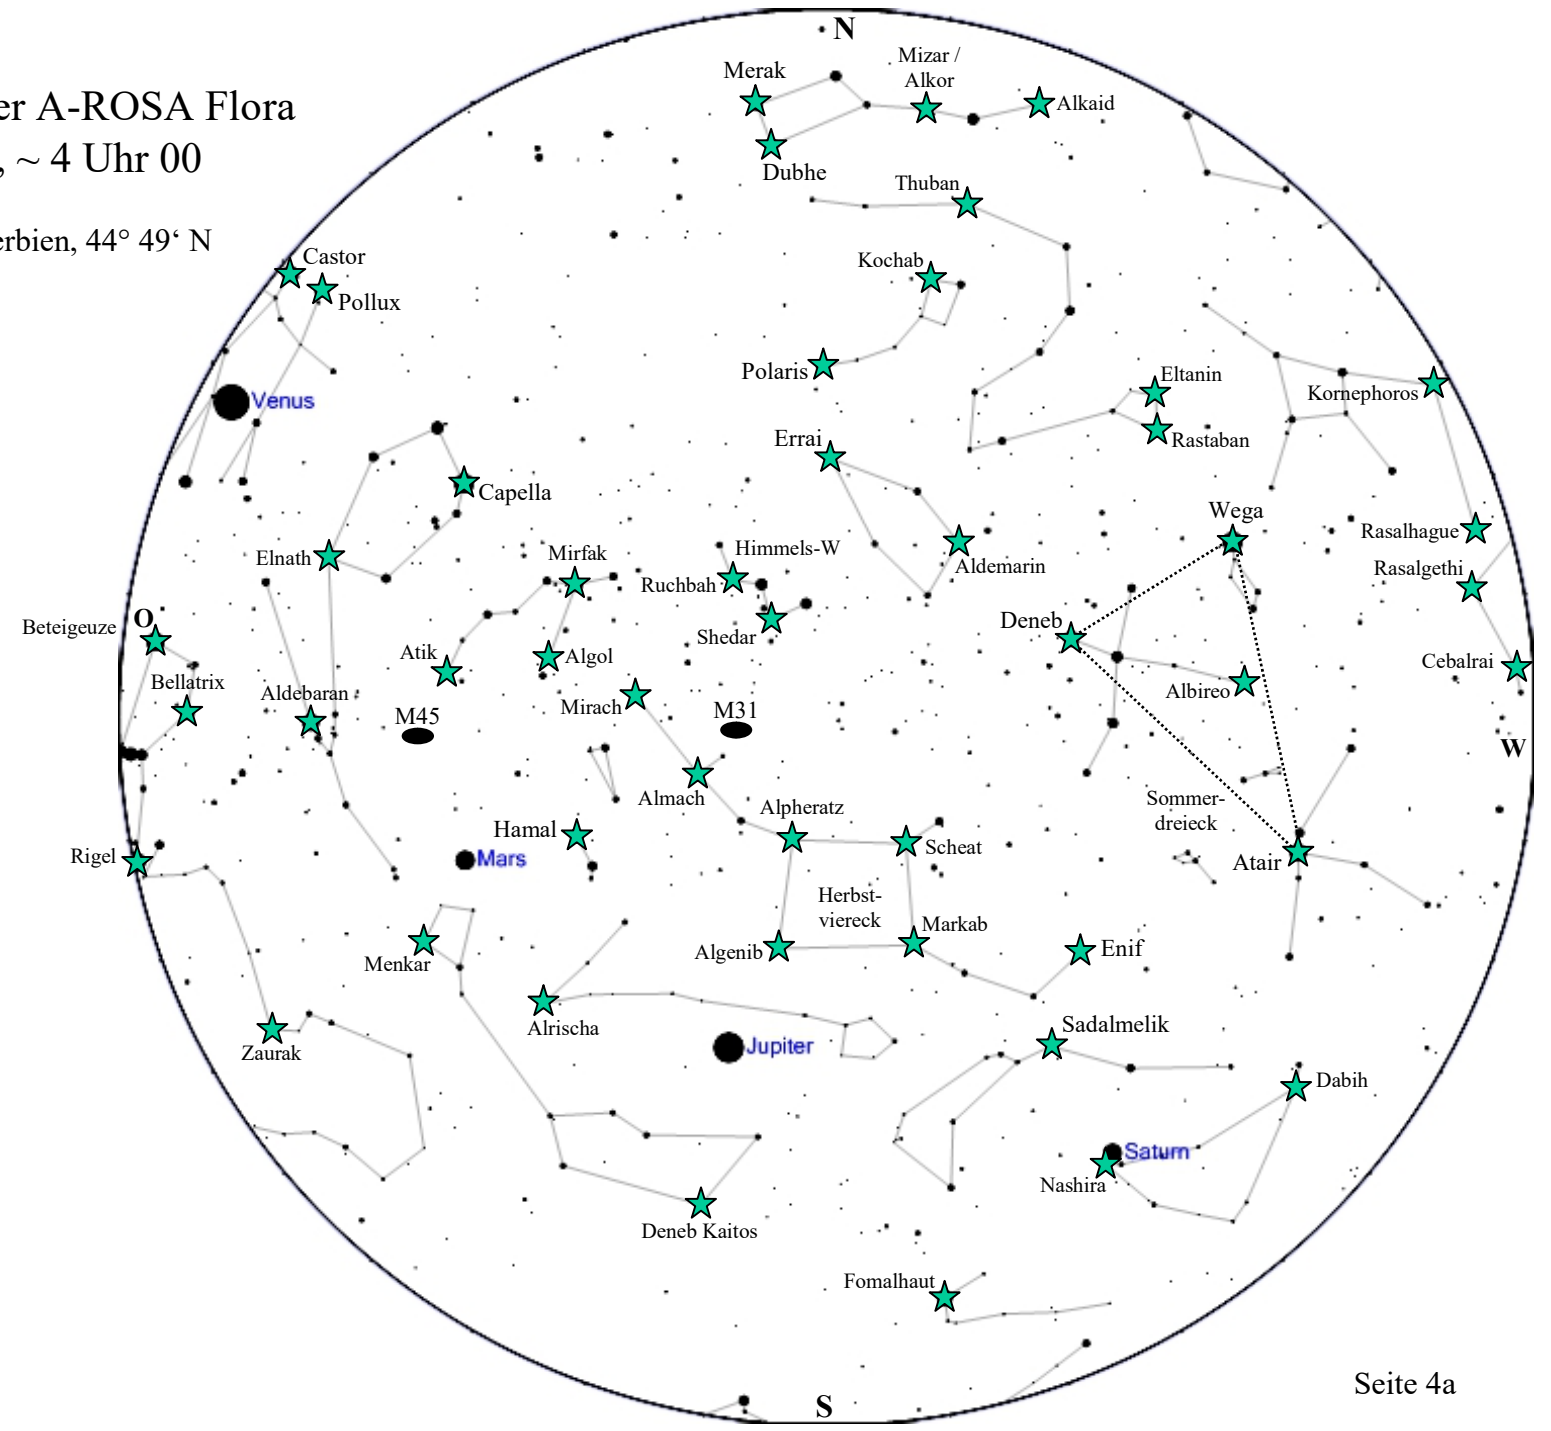 N
Mizar /
Alkor
Merak
Alkaid
er A-ROSA Flora
, ~ 4 Uhr 00
Dubhe
Thuban
erbien, 44° 49‘ N
Castor
Kochab
Pollux
Polaris
Eltanin
Kornephoros
Venus
Errai
Rastaban
Capella
Wega
Rasalhague
Himmels-W
Mirfak
Elnath
Aldemarin
Rasalgethi
Ruchbah
O
Beteigeuze
Deneb
Shedar
Atik
Algol
Cebalrai
Bellatrix
Aldebaran
Albireo
Mirach
M45
M31
W
Almach
Sommer-
dreieck
Alpheratz
Hamal
Scheat
Rigel
Mars
Atair
Herbst-
viereck
Markab
Algenib
Enif
Menkar
Alrischa
Sadalmelik
Zaurak
Jupiter
Dabih
Saturn
Nashira
Deneb Kaitos
Fomalhaut
Seite 4a
S